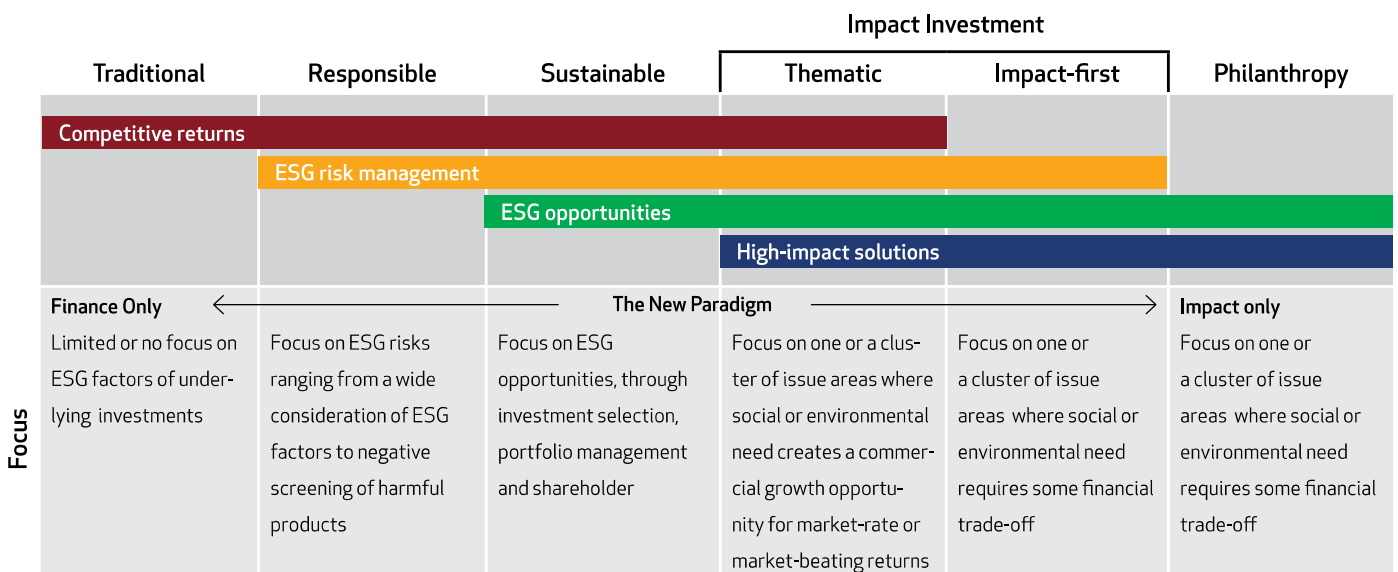 Impact Investment
Traditional
Responsible
Sustainable
Thematic
Impact-first
Philanthropy
Competitive returns
ESG risk management
ESG opportunities
High-impact solutions
Finance Only
The New Paradigm
Impact only
Focus
Limited or no focus on
ESG factors of under-
lying investments
Focus on ESG risks
ranging from a wide
consideration of ESG
factors to negative
screening of harmful
products
Focus on ESG
opportunities, through
investment selection,
portfolio management
and shareholder
Focus on one or a clus-
ter of issue areas where
social or environmental
need creates a commer-
cial growth opportu-
nity for market-rate or
market-beating returns
Focus on one or
a cluster of issue
areas where social or
environmental need
requires some financial
trade-off
Focus on one or
a cluster of issue
areas where social or
environmental need
requires some financial
trade-off